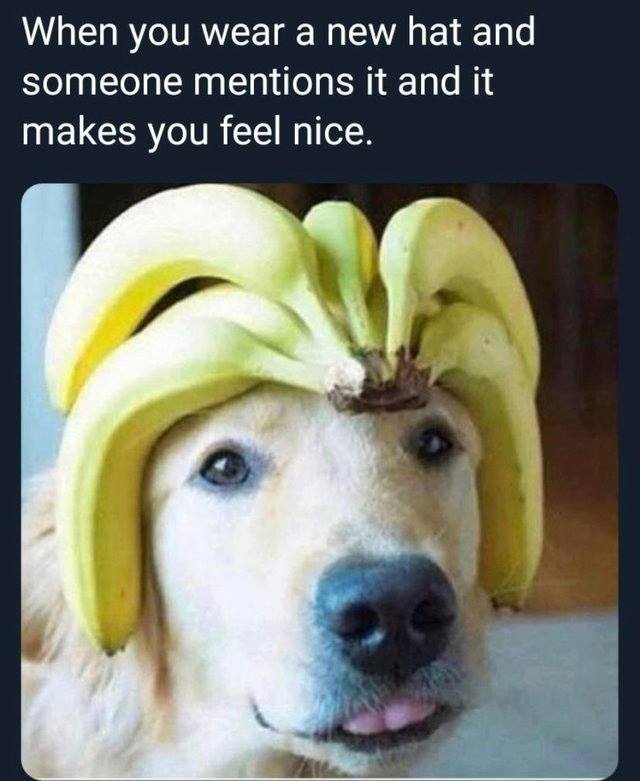 When you wear a new hat and
someone mentions it and it
makes you feel nice.